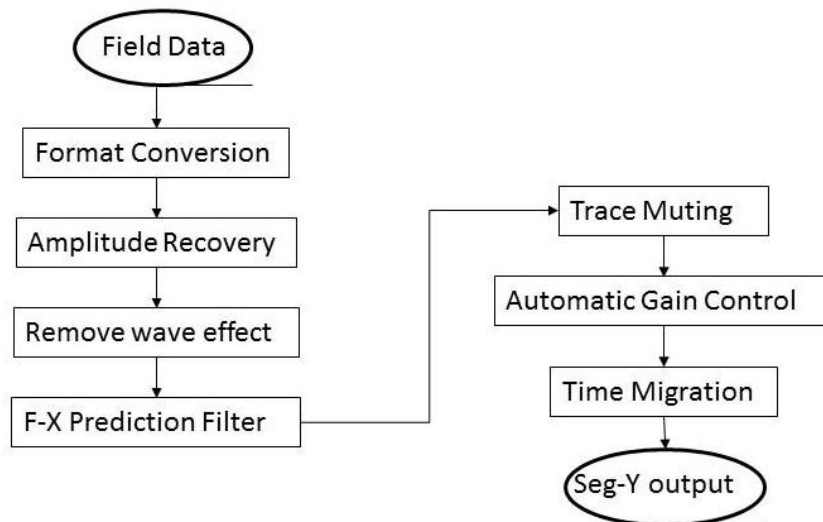 Field Data
Format Conversion
Amplitude Recovery
Remove wave effect
F-X Prediction Filter
Trace Muting
Automatic Gain Control
Time Migration
Seg-Y output